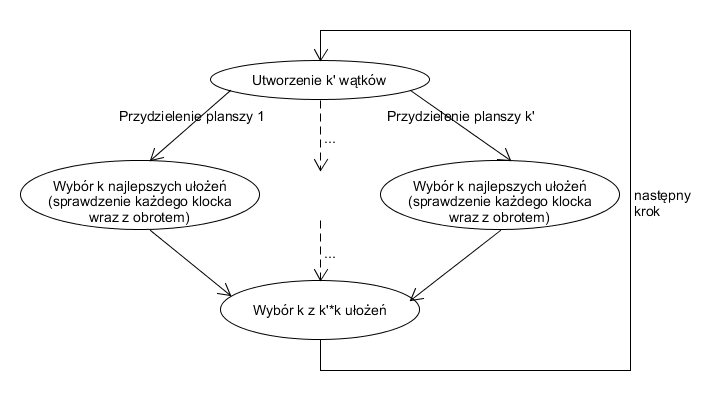 Utworzenie k' wątków
Przydzielenie planszy 1
Przydzielenie planszy k'
...
Wybór k najlepszych ułożeń
(sprawdzenie każdego klocka
wraz z obrotem)
Wybór k najlepszych ułożeń
(sprawdzenie każdego klocka
wraz z obrotem)
następny
krok
...
Wybór k z k'*k ułożeń